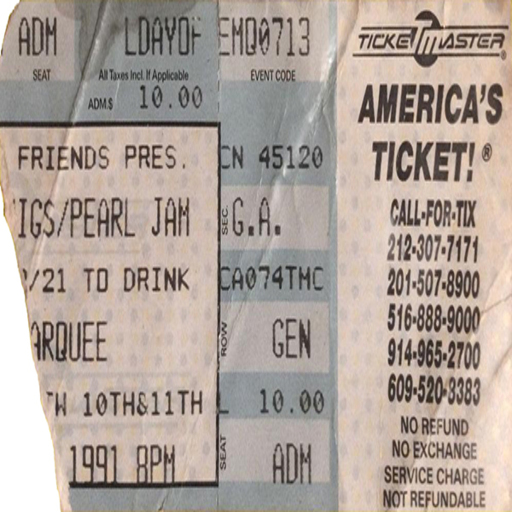 ADM LDAYOF EMQ0713
SEAT All Taxes Incl. If Applicable EVENT CODE
ADM.$ 10.00
FRIENDS PRES. CN 45120
IGS/PEARL JAM SEC. G.A.
/21 TO DRINK CA074TMC
ARQUEE ROW GEN
TW 10TH&11TH 10.00
1991 8PM SEAT ADM
TICKETMASTER®
AMERICA'S
TICKET!®
CALL-FOR-TIX
212-307-7171
201-507-8900
516-888-9000
914-965-2700
609-520-8383
NO REFUND
NO EXCHANGE
SERVICE CHARGE
NOT REFUNDABLE